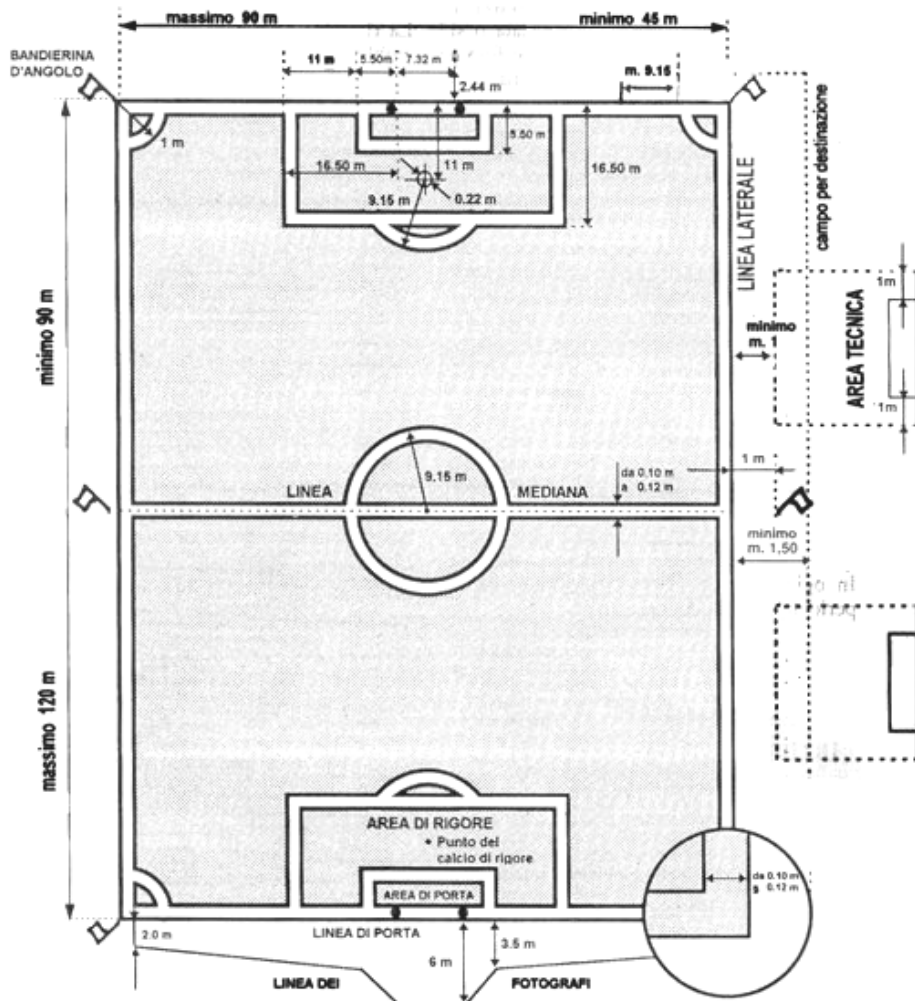 massimo 90 m
minimo 45 m
BANDIERINA
D'ANGOLO
11 m
5.50m
7.32 m
2.44 m
m. 9.15
1 m
5.50 m
11 m
16.50 m
16.50 m
9.15 m
0.22 m
LINEA LATERALE
campo per destinazione
minimo 90 m
1m
minimo
m. 1
AREA TECNICA
1m
9.15 m
da 0,10 m
a 0.12 m
1 m
LINEA
MEDIANA
minimo
m. 1,50
massimo 120 m
AREA DI RIGORE
• Punto del
calcio di rigore
AREA DI PORTA
da 0.10 m
0.12 m
LINEA DI PORTA
2.0 m
3.5 m
6 m
LINEA DEI
FOTOGRAFI